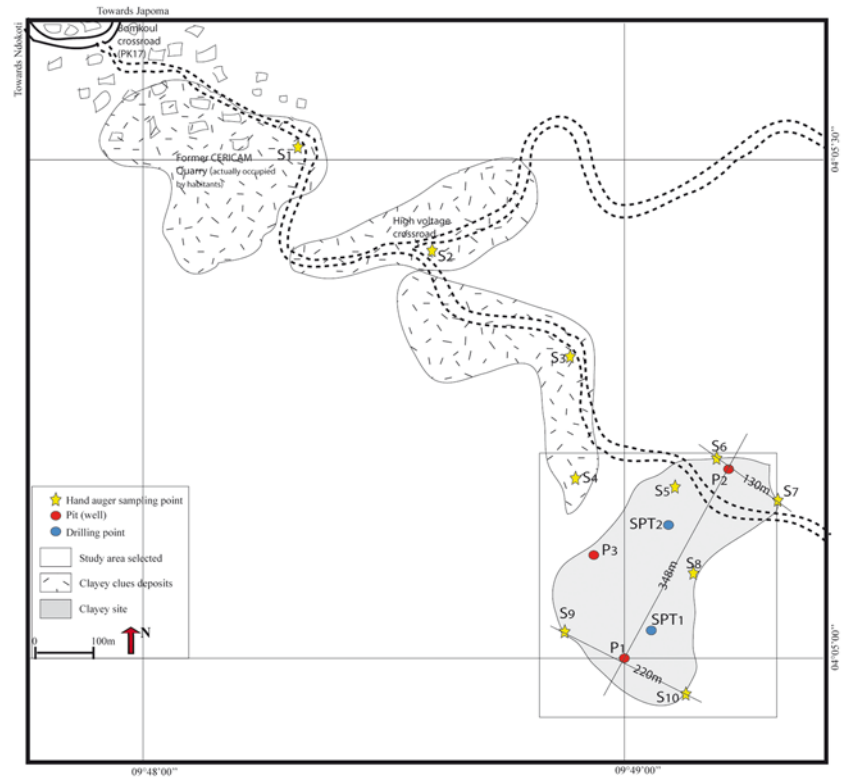 Towards Japoma
Towards Ndokoti
Bomkoul
crossroad
(PK17)
S1
Former CERICAM
Quarry (actually occupied
by habitants)
04°05'30''
High voltage
crossroad
S2
S3
S4
S6
P2
130m
S7
S5
SPT2
P3
348m
S8
S9
SPT1
P1
220m
S10
Hand auger sampling point
Pit (well)
Drilling point
Study area selected
Clayey clues deposits
Clayey site
0 100m
N
04°05'00''
09°48'00''
09°49'00''